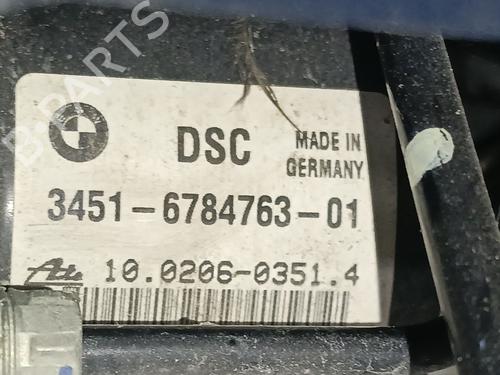 B-PARTS
DSC
MADE IN
GERMANY
3451-6784763-01
Ate 10.0206-0351.4